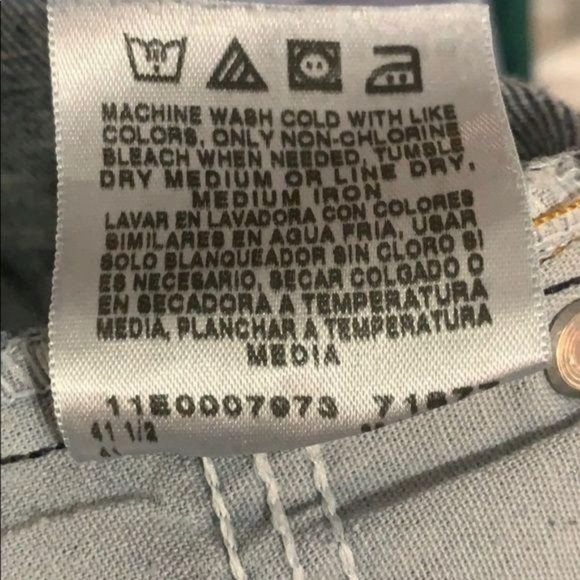 MACHINE WASH COLD WITH LIKE
COLORS, ONLY NON-CHLORINE
BLEACH WHEN NEEDED, TUMBLE
DRY MEDIUM OR LINE DRY,
MEDIUM IRON
LAVAR EN LAVADORA CON COLORES
SIMILARES EN AGUA FRIA, USAR
SOLO BLANQUEADOR SIN CLORO SI
ES NECESARIO, SECAR COLGADO O
EN SECADORA A TEMPERATURA
MEDIA, PLANCHAR A TEMPERATURA
MEDIA
11E0007973
41 1/2